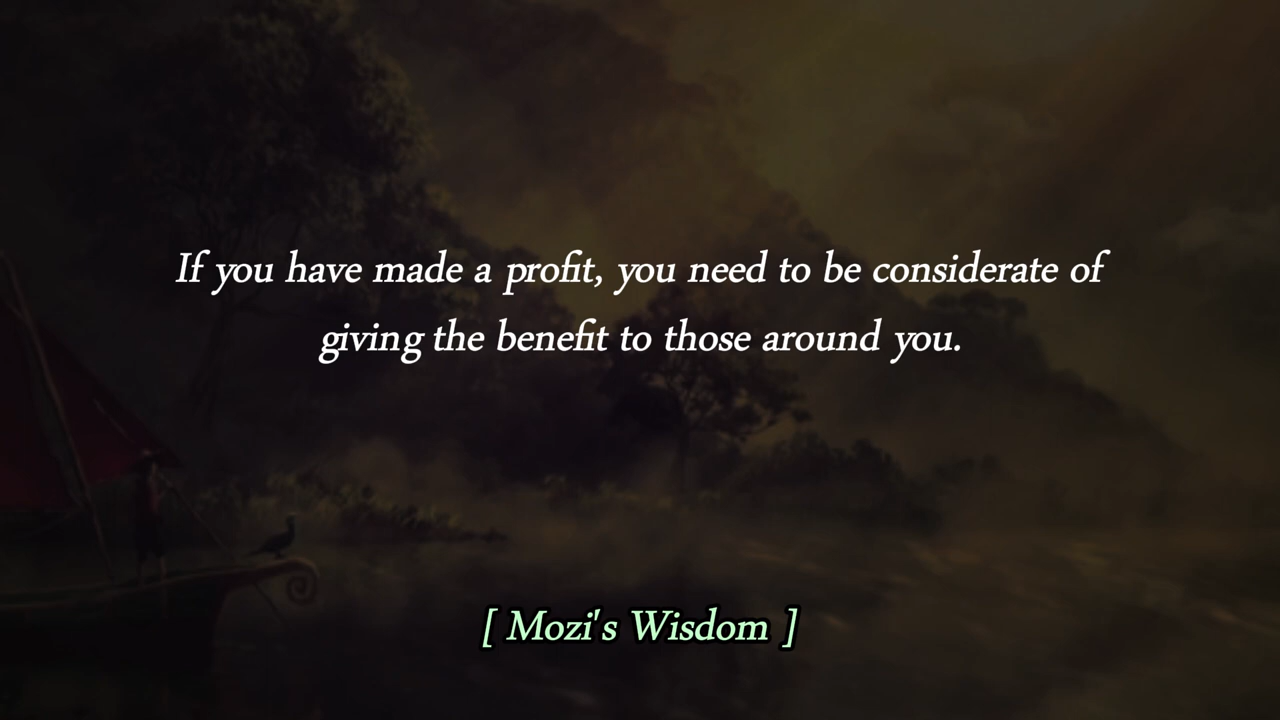 If you have made a profit, you need to be considerate of
giving the benefit to those around you.
[ Mozi's Wisdom ]